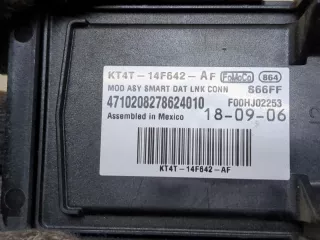 KT4T-14F642-AF FoMoCo 864
MOD ASY SMART DAT LNK CONN S66FF
4710208278624010 F00HJ02253
Assembled in Mexico 18-09-06
KT4T-14F642-AF